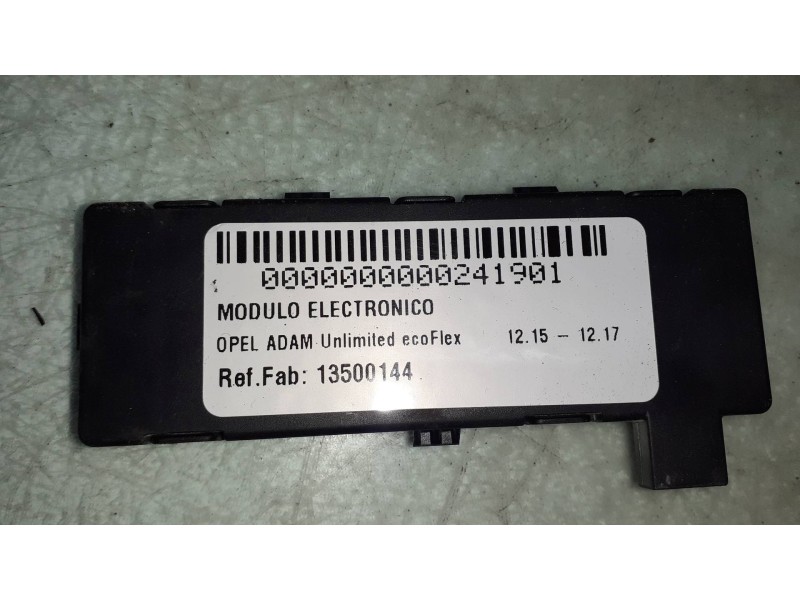 0000000000241901
MODULO ELECTRONICO
OPEL ADAM Unlimited ecoFlex 12.15 - 12.17
Ref.Fab: 13500144